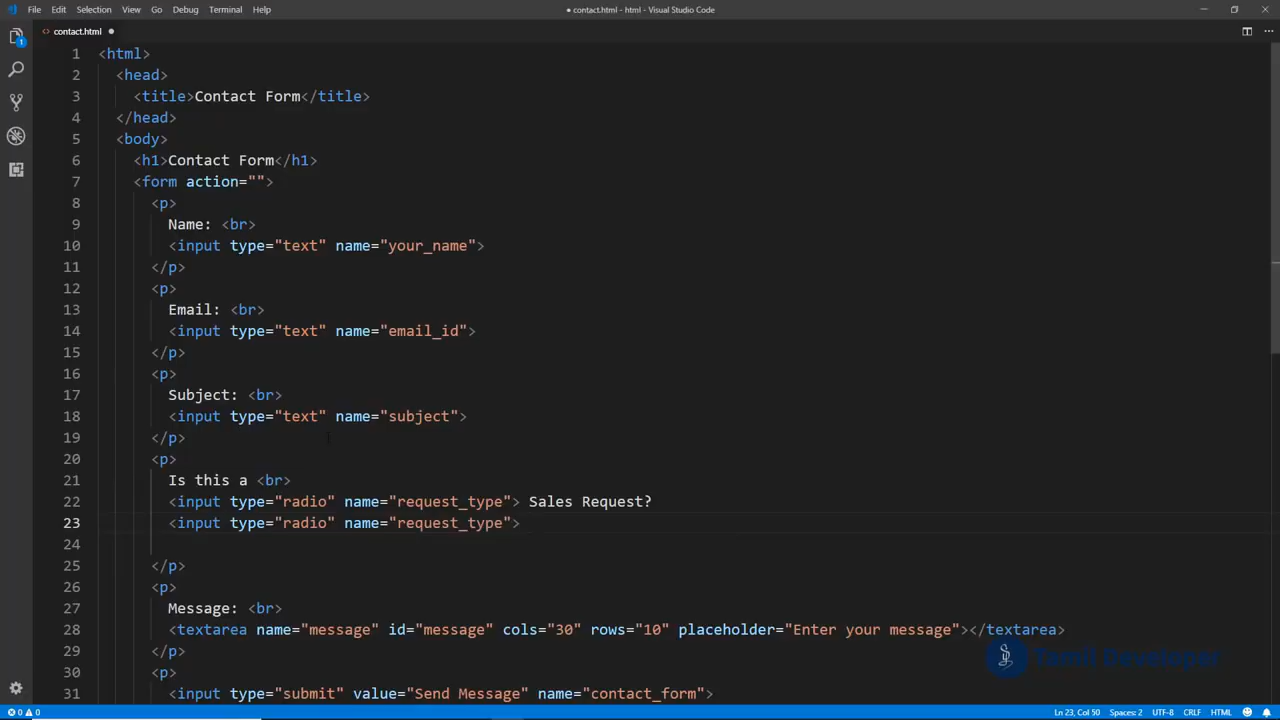 File Edit Selection View Go Debug Terminal Help ● contact.html - html - Visual Studio Code
<> contact.html ●
1 <html>
2 <head>
3 <title>Contact Form</title>
4 </head>
5 <body>
6 <h1>Contact Form</h1>
7 <form action="">
8 <p>
9 Name: <br>
10 <input type="text" name="your_name">
11 </p>
12 <p>
13 Email: <br>
14 <input type="text" name="email_id">
15 </p>
16 <p>
17 Subject: <br>
18 <input type="text" name="subject">
19 </p>
20 <p>
21 Is this a <br>
22 <input type="radio" name="request_type"> Sales Request?
23 <input type="radio" name="request_type">
24
25 </p>
26 <p>
27 Message: <br>
28 <textarea name="message" id="message" cols="30" rows="10" placeholder="Enter your message"></textarea>
29 </p>
Tamil Developer
30 <p>
31 <input type="submit" value="Send Message" name="contact_form">
0 0 Ln 23, Col 50 Spaces: 2 UTF-8 CRLF HTML